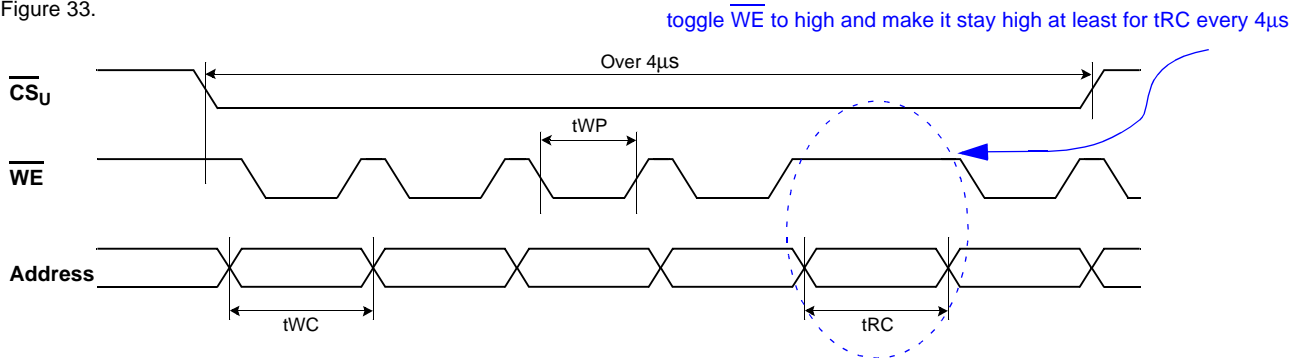 Figure 33.
toggle WE to high and make it stay high at least for tRC every 4µs
Over 4µs
CSU
tWP
WE
Address
tWC
tRC